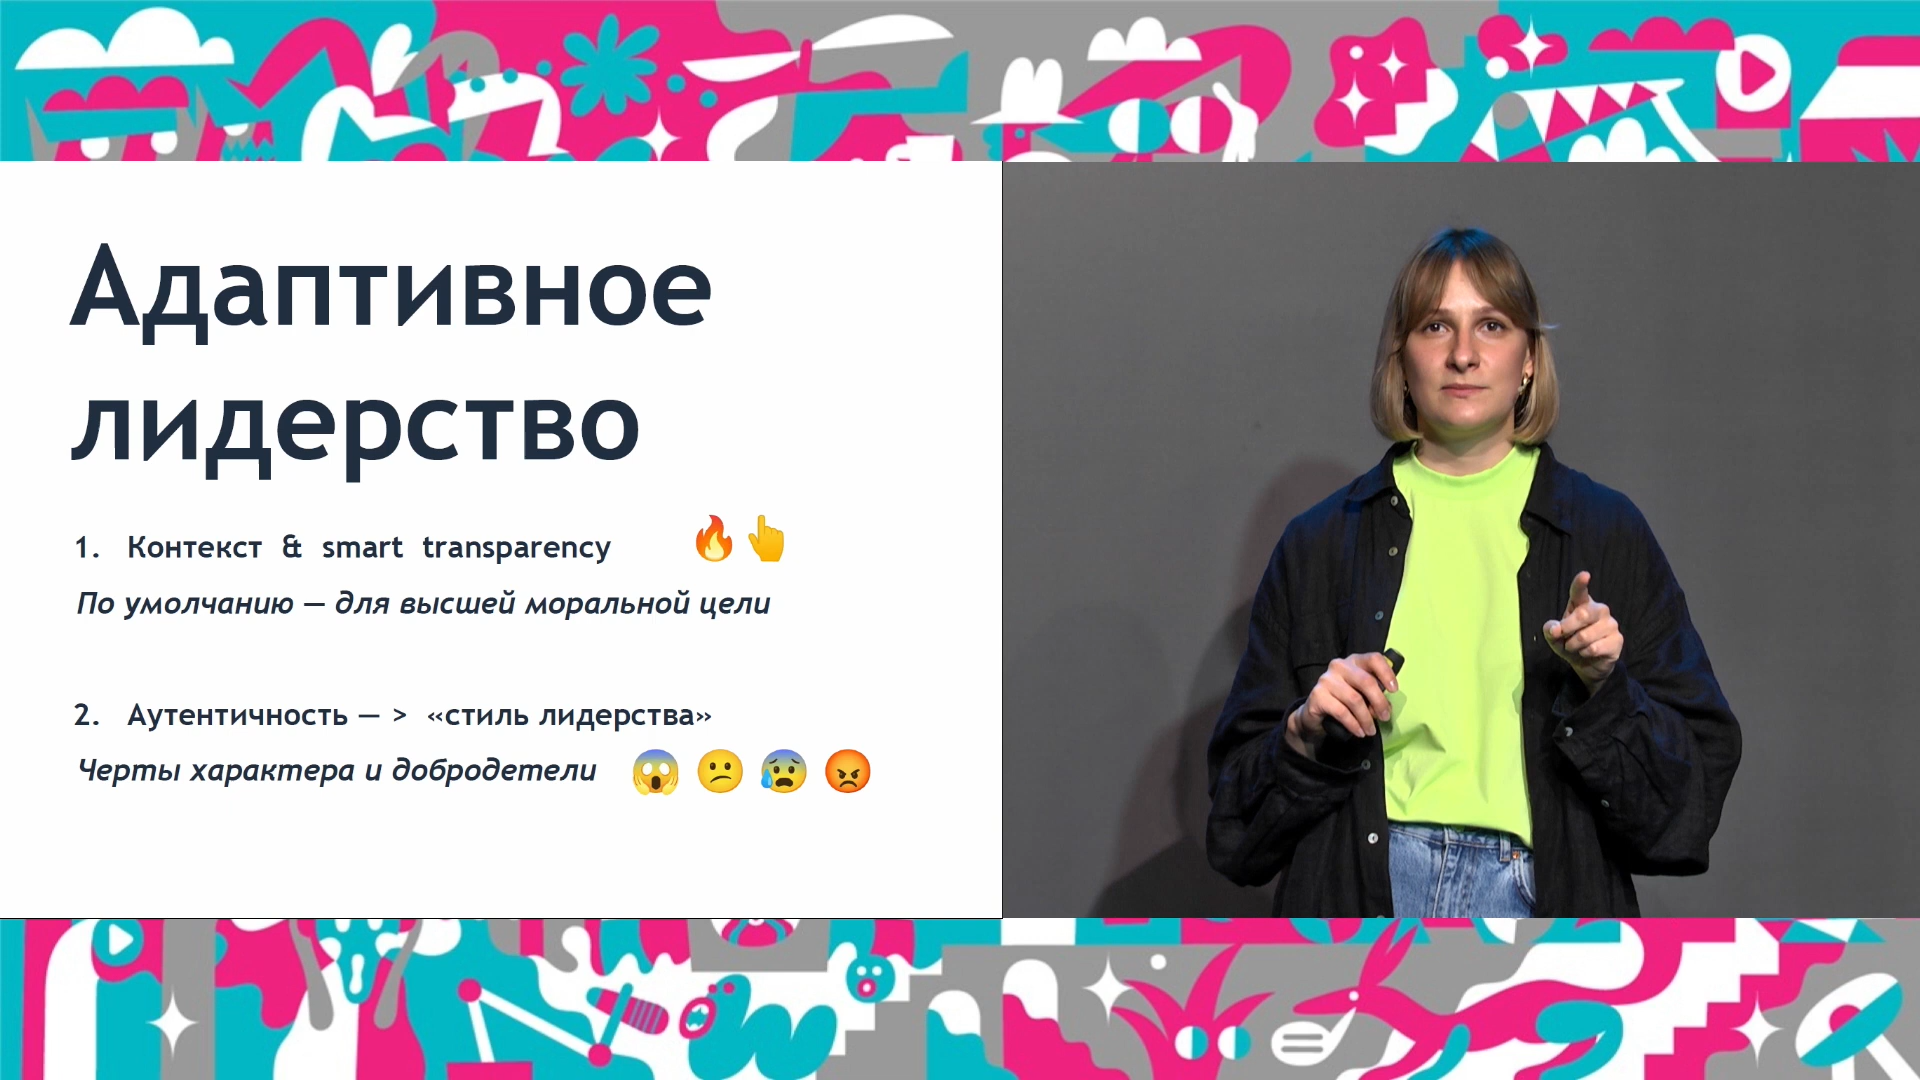 Адаптивное
лидерство
1. Контекст & smart transparency 🔥👆
По умолчанию — для высшей моральной цели
2. Аутентичность — > «стиль лидерства»
Черты характера и добродетели 😱 😕 😰 😡